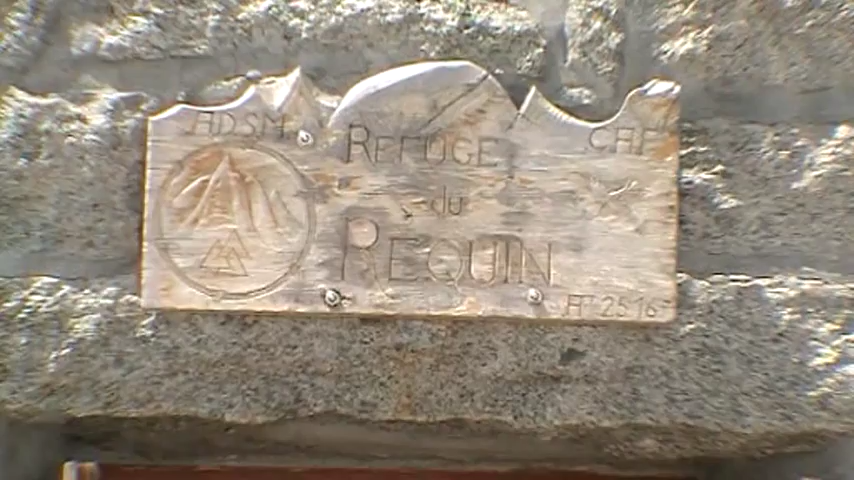 ADSM
REFUGE
CAF
du
REQUIN
ALT 2516